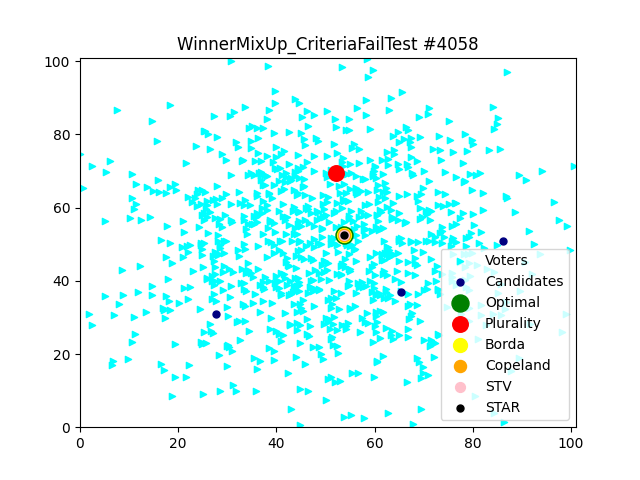 WinnerMixUp_CriteriaFailTest #4058
100
80
60
40
20
0
0 20 40 60 80 100
Voters
Candidates
Optimal
Plurality
Borda
Copeland
STV
STAR